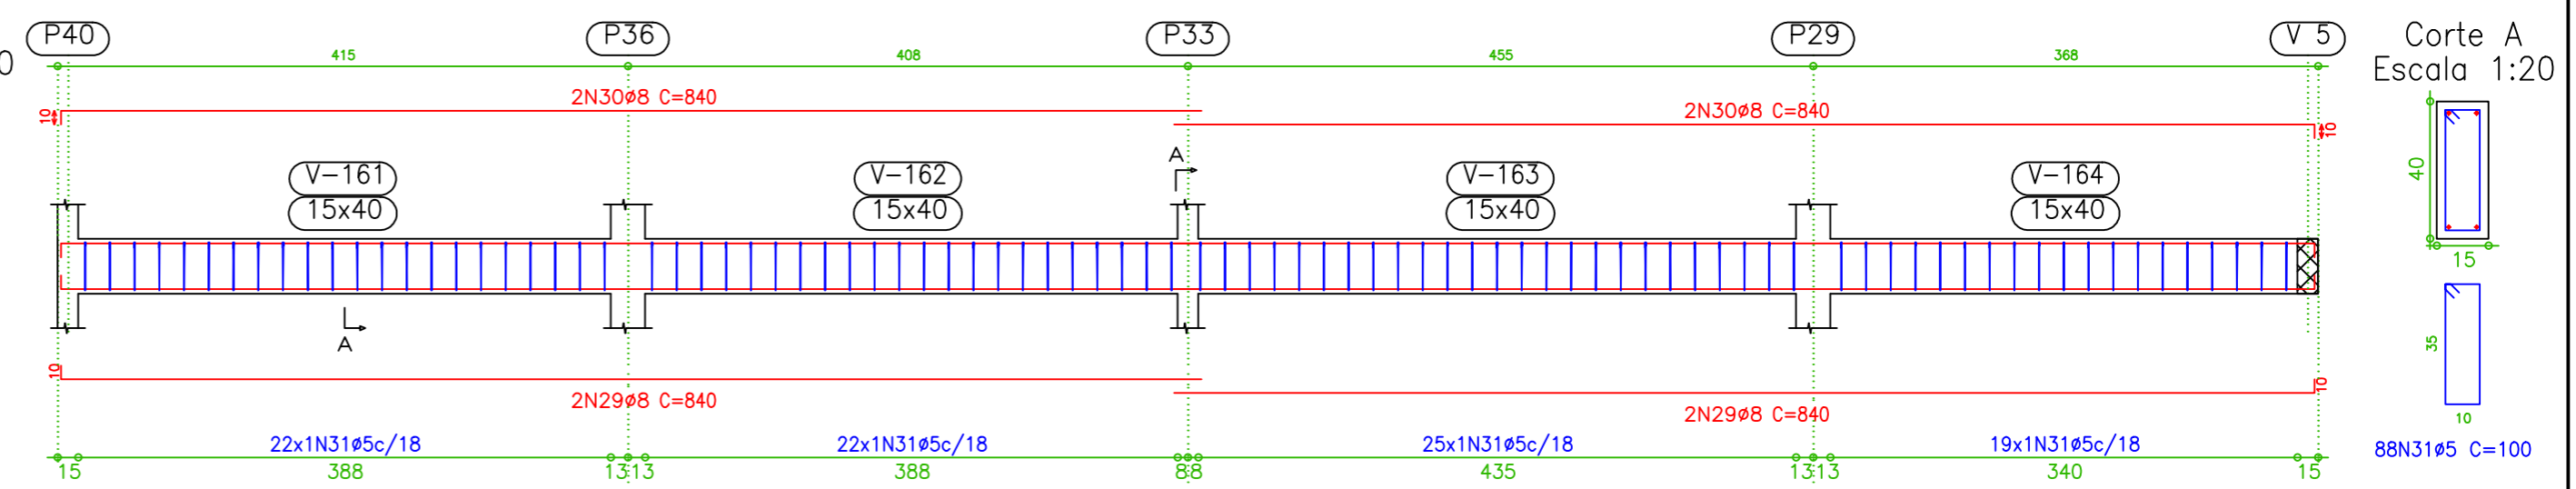 P40 P36 P33 P29 V 5
415 408 455 368
2N30ø8 C=840
10
2N30ø8 C=840
10
A
V-161 V-162 V-163 V-164
15x40 15x40 15x40 15x40
A
10
2N29ø8 C=840
2N29ø8 C=840
10
22x1N31ø5c/18 22x1N31ø5c/18 25x1N31ø5c/18 19x1N31ø5c/18
15 388 13 13 388 8 8 435 13 13 340 15
Corte A
Escala 1:20
40
15
35
10
88N31ø5 C=100